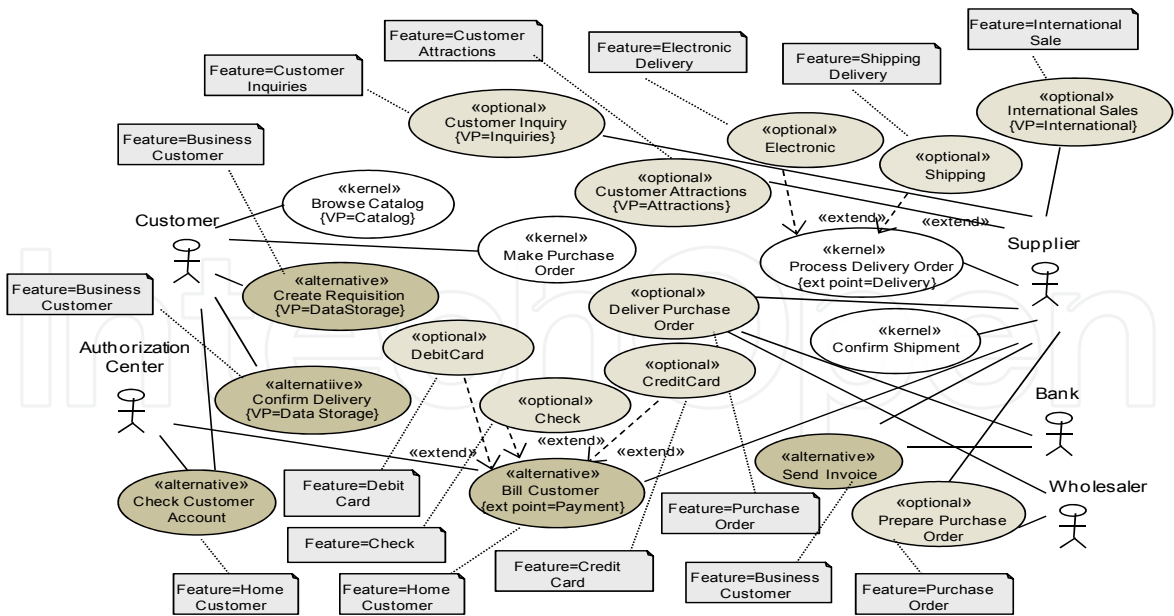 Feature=International
Sale
Feature=Customer
Attractions
Feature=Electronic
Delivery
Feature=Shipping
Delivery
Feature=Customer
Inquiries
«optional»
Customer Inquiry
{VP=Inquiries}
«optional»
Electronic
«optional»
International Sales
{VP=International}
Feature=Business
Customer
«optional»
Shipping
«optional»
Customer Attractions
{VP=Attractions}
«kernel»
Browse Catalog
{VP=Catalog}
Customer
«extend»
«extend»
Supplier
«kernel»
Make Purchase
Order
«kernel»
Process Delivery Order
{ext point=Delivery}
Feature=Business
Customer
«alternative»
Create Requisition
{VP=DataStorage}
«optional»
Deliver Purchase
Order
«optional»
DebitCard
«kernel»
Confirm Shipment
Authorization
Center
«optional»
CreditCard
«alternatiive»
Confirm Delivery
{VP=Data Storage}
«optional»
Check
Bank
«extend»
«extend»
«extend»
«alternative»
Check Customer
Account
«alternative»
Bill Customer
{ext point=Payment}
«alternative»
Send Invoice
Wholesaler
Feature=Debit
Card
Feature=Purchase
Order
«optional»
Prepare Purchase
Order
Feature=Check
Feature=Home
Customer
Feature=Home
Customer
Feature=Credit
Card
Feature=Business
Customer
Feature=Purchase
Order
InTechOpen